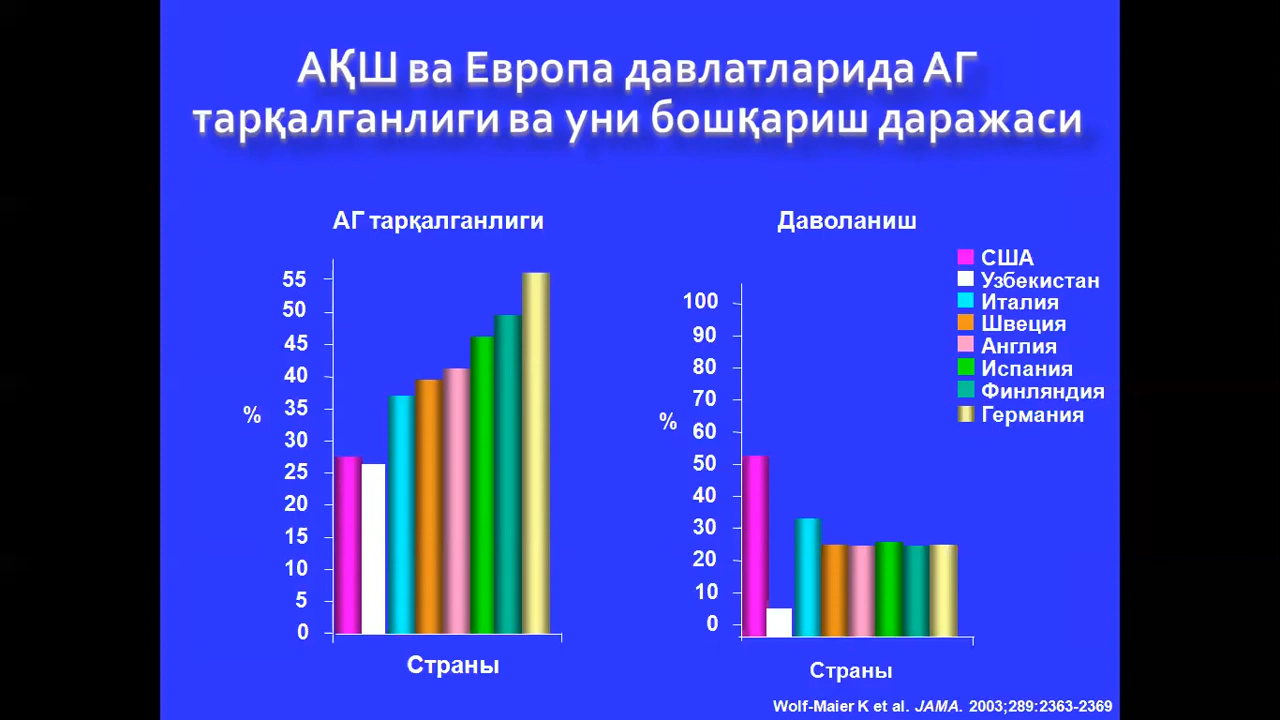 АҚШ ва Европа давлатларида АГ
тарқалганлиги ва уни бошқариш даражаси
АГ тарқалганлиги
55
50
45
40
35
30
25
20
15
10
5
0
%
Страны
Даволаниш
100
90
80
70
60
50
40
30
20
10
0
%
Страны
США
Узбекистан
Италия
Швеция
Англия
Испания
Финляндия
Германия
Wolf-Maier K et al. JAMA. 2003;289:2363-2369